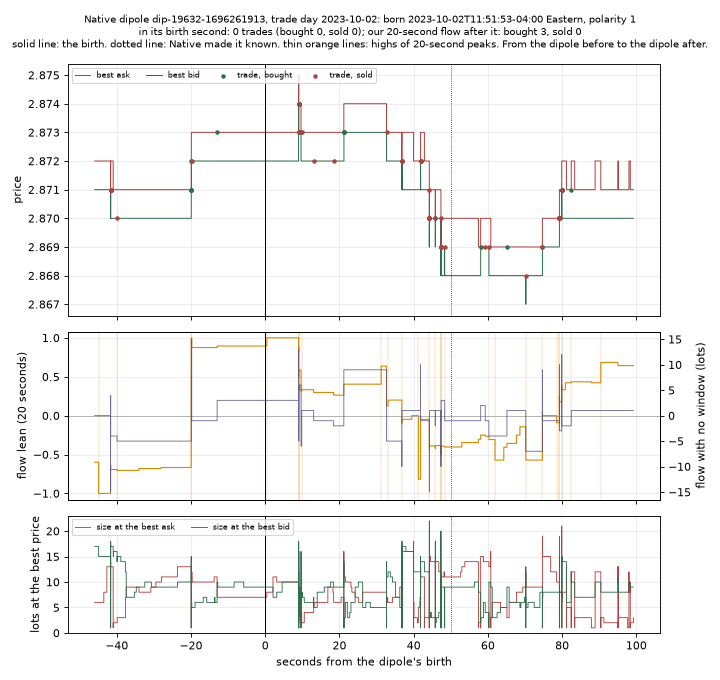 Native dipole dip-19632-1696261913, trade day 2023-10-02: born 2023-10-02T11:51:53-04:00 Eastern, polarity 1
in its birth second: 0 trades (bought 0, sold 0); our 20-second flow after it: bought 3, sold 0
solid line: the birth. dotted line: Native made it known. thin orange lines: highs of 20-second peaks. From the dipole before to the dipole after.
best ask
best bid
trade, bought
trade, sold
2.875
2.874
2.873
2.872
2.871
2.870
2.869
2.868
2.867
price
1.0
0.5
0.0
−0.5
−1.0
flow lean (20 seconds)
15
10
5
0
−5
−10
−15
flow with no window (lots)
size at the best ask
size at the best bid
20
15
10
5
0
lots at the best price
−40
−20
0
20
40
60
80
100
seconds from the dipole's birth